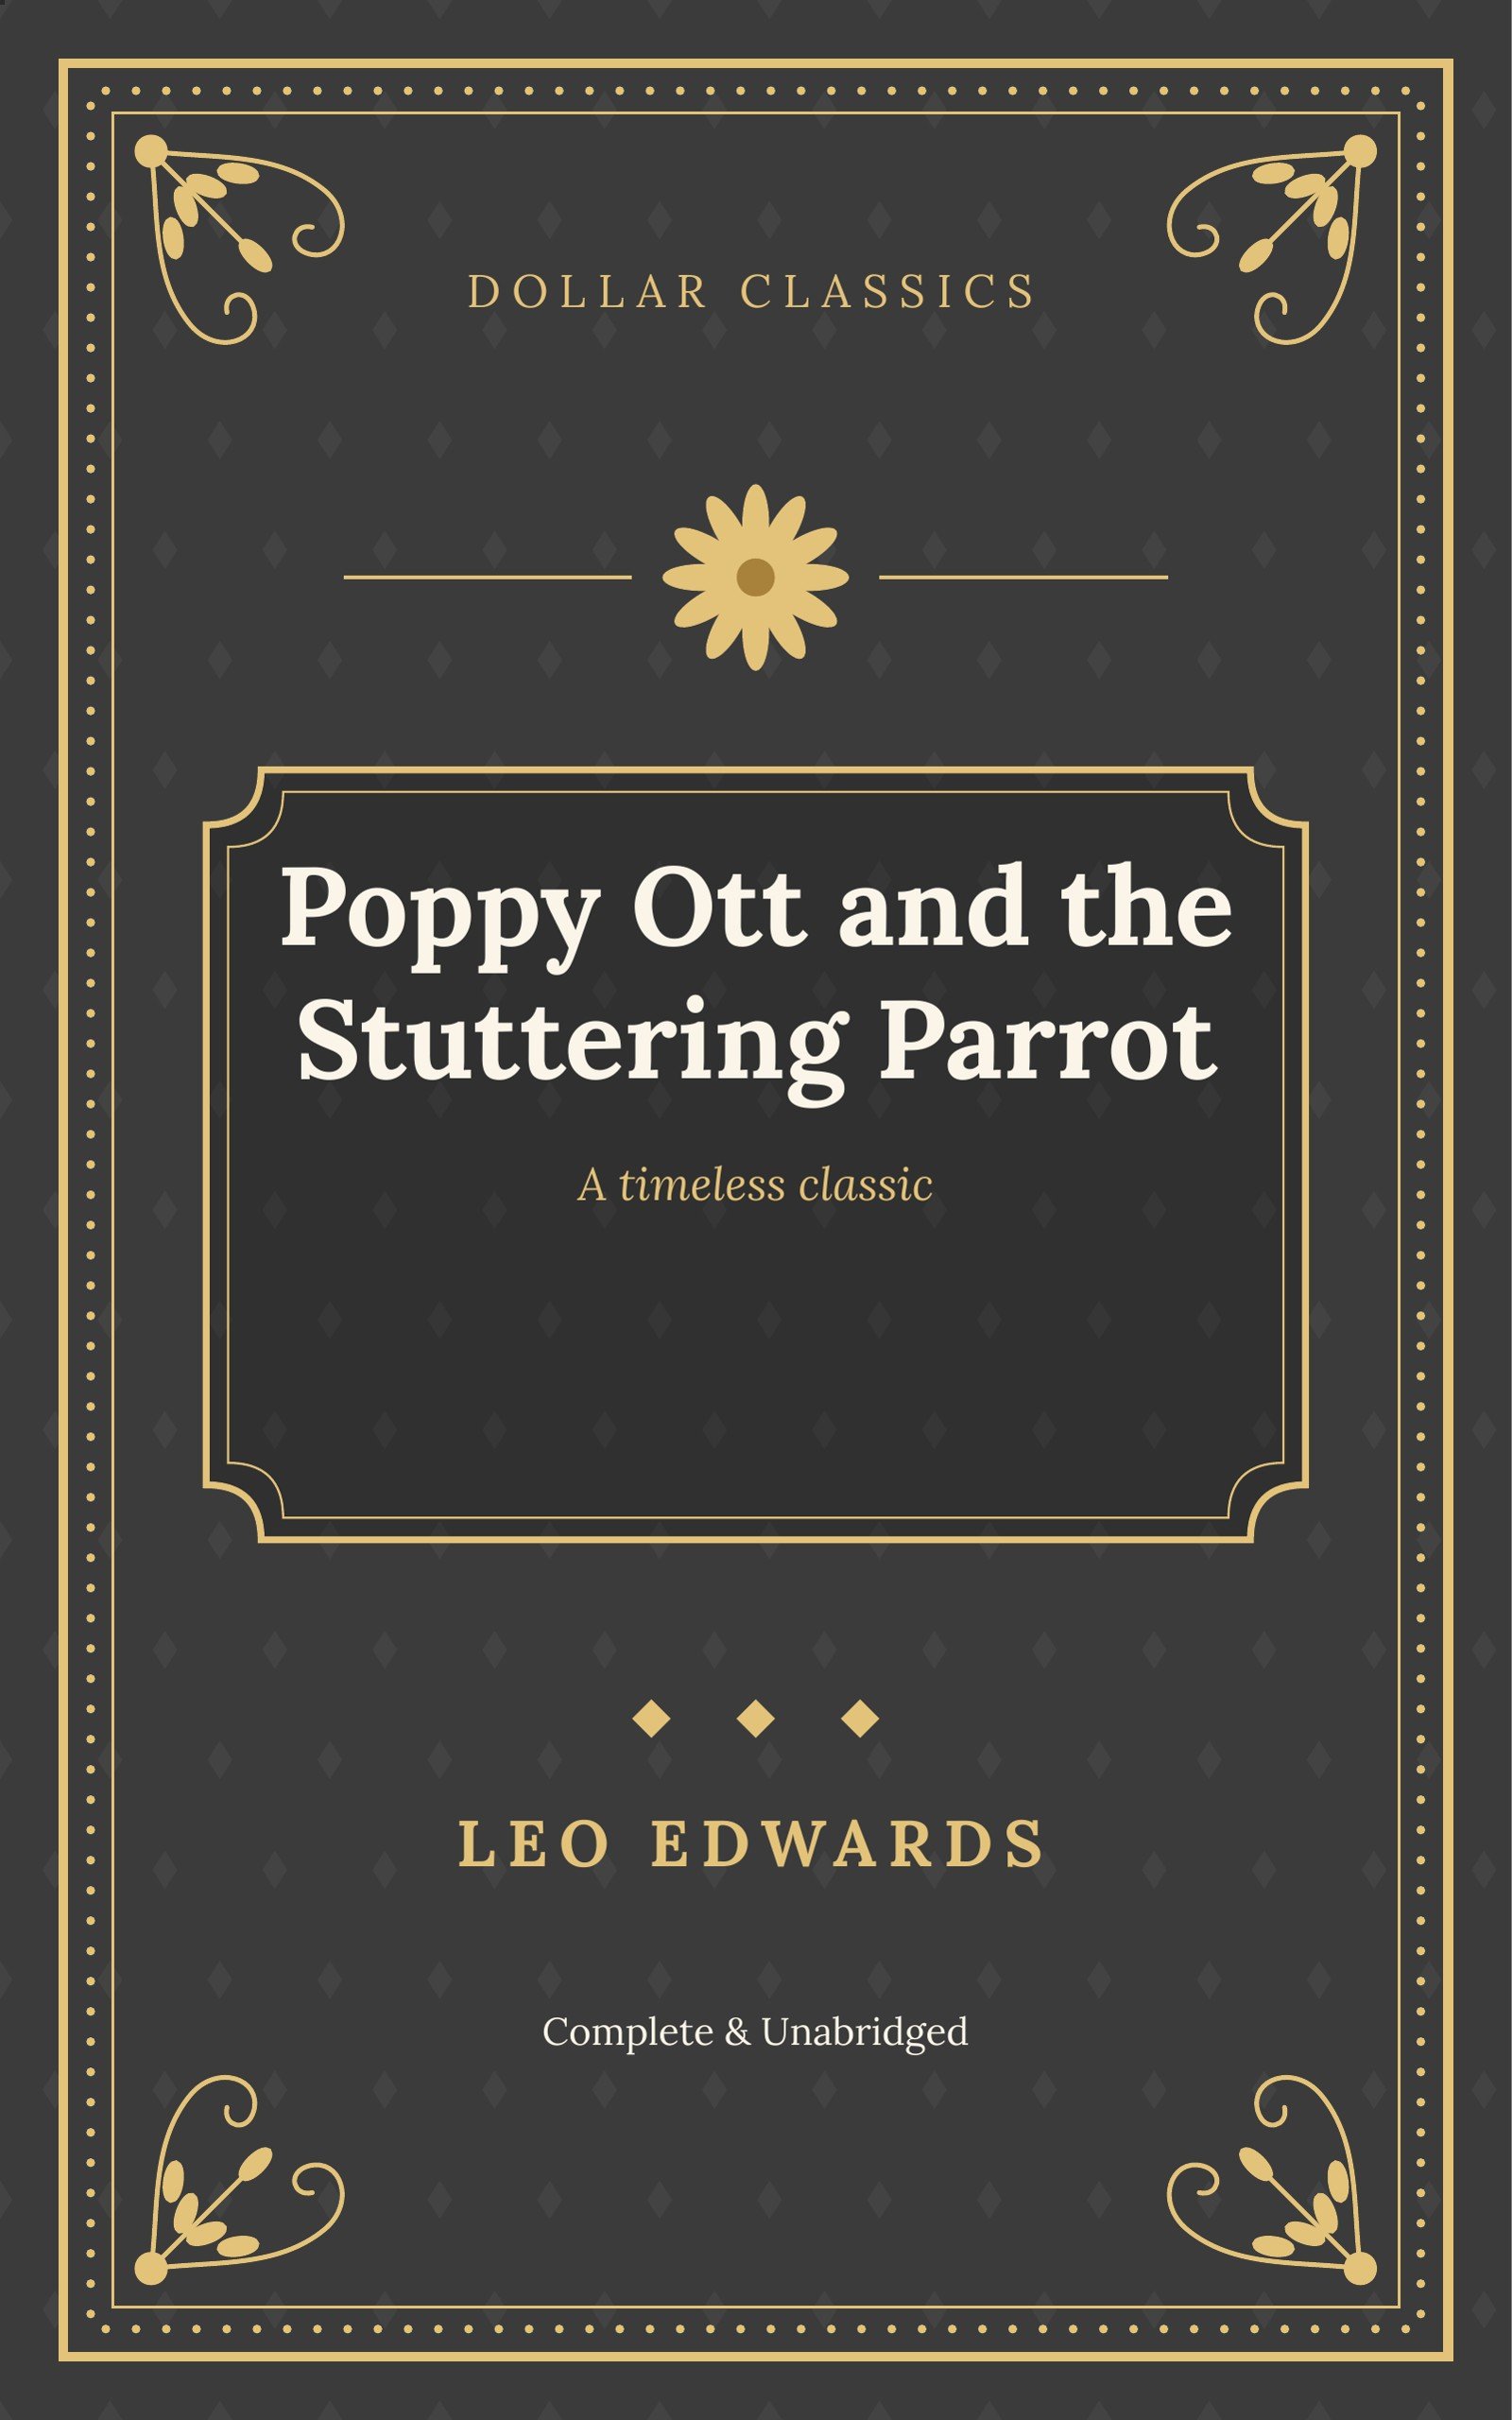 DOLLAR CLASSICS
Poppy Ott and the
Stuttering Parrot
A timeless classic
LEO EDWARDS
Complete & Unabridged